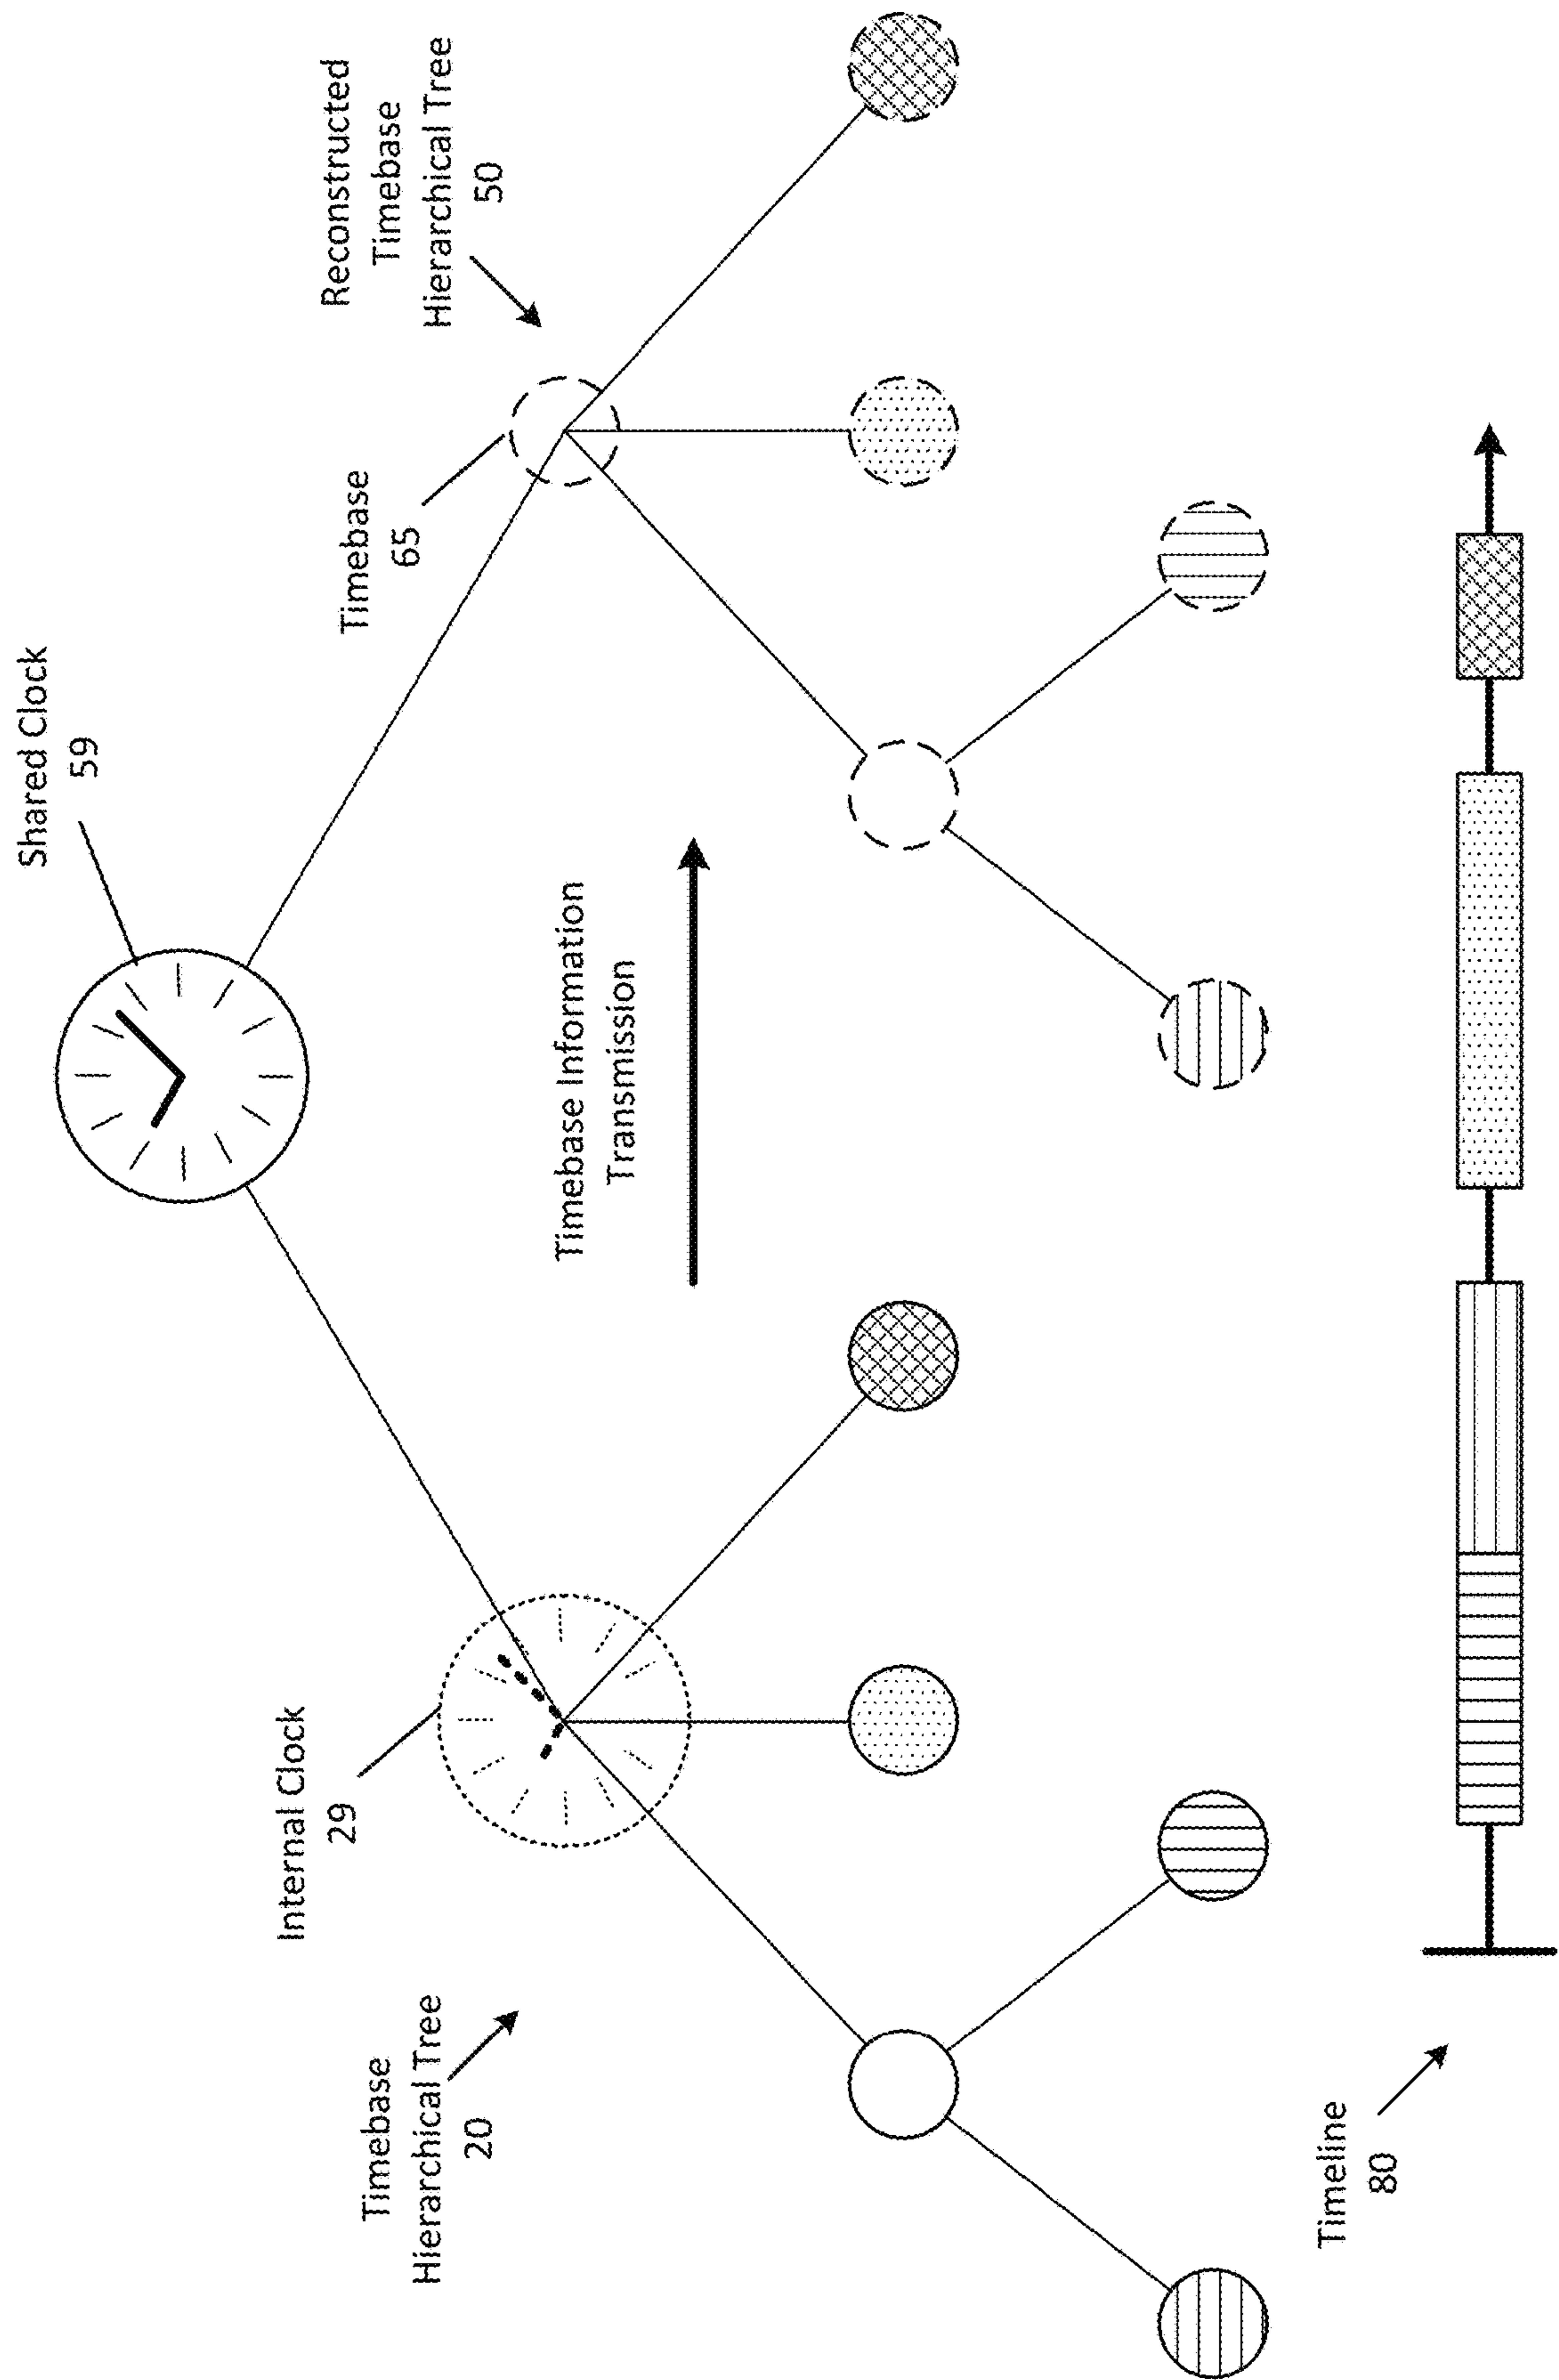 Shared Clock
59
Reconstructed
Timebase
Hierarchical Tree
50
Timebase
65
Internal Clock
29
Timebase
Hierarchical Tree
20
Timebase Information
Transmission
Timeline
80